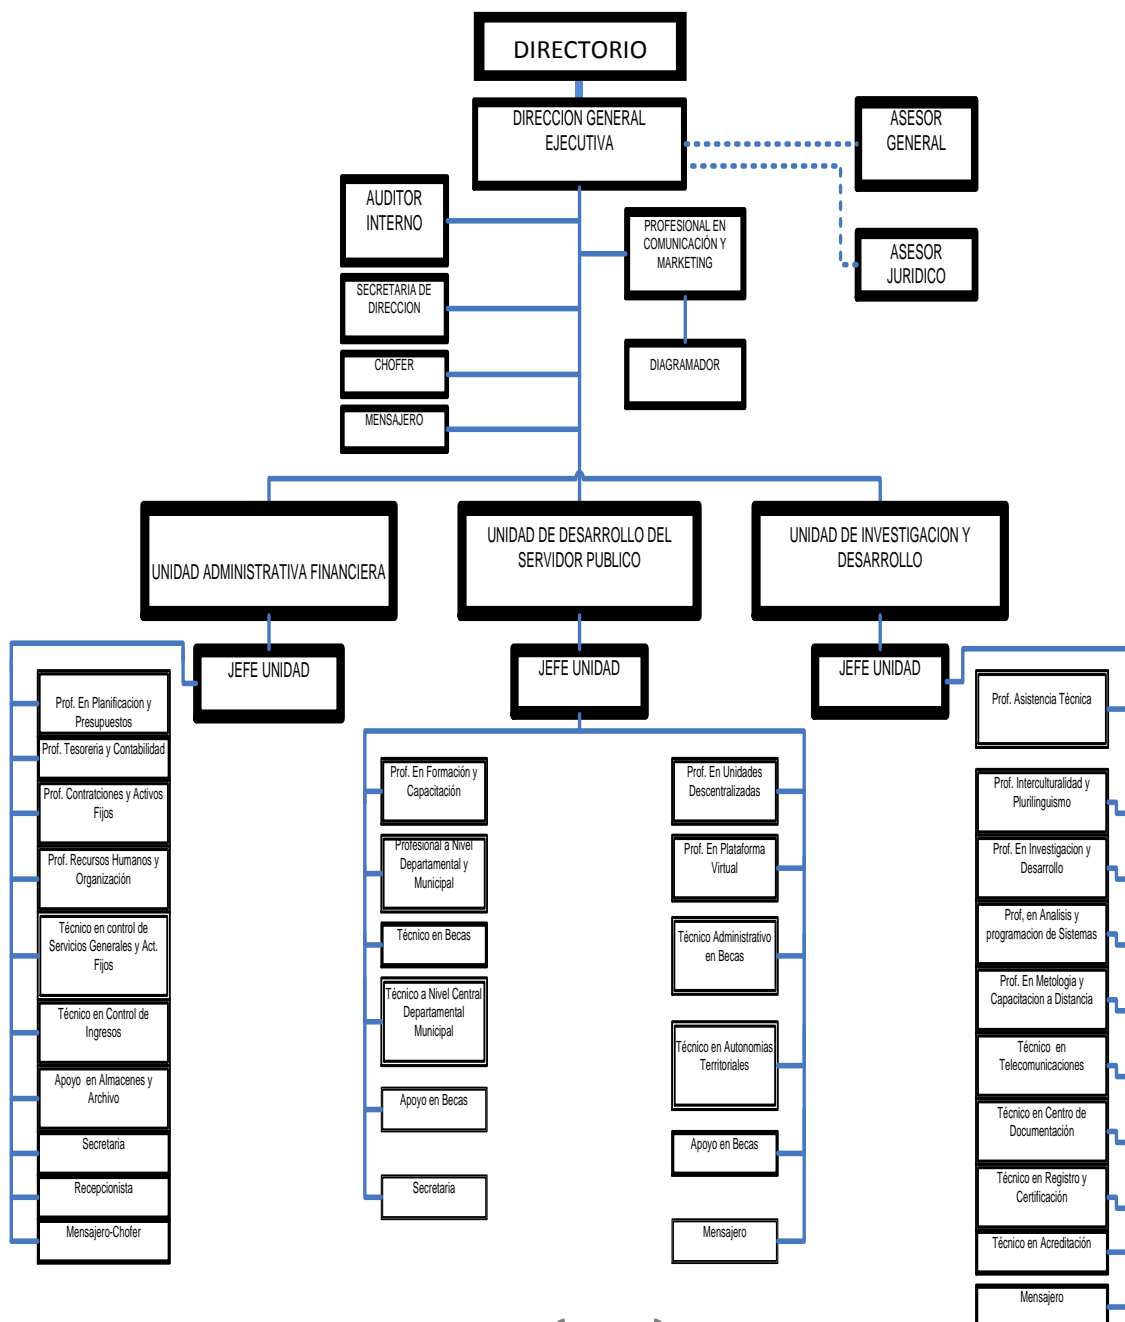 DIRECTORIO
DIRECCION GENERAL
EJECUTIVA
ASESOR
GENERAL
AUDITOR
INTERNO
PROFESIONAL EN
COMUNICACIÓN Y
MARKETING
ASESOR
JURIDICO
SECRETARIA DE
DIRECCION
CHOFER
DIAGRAMADOR
MENSAJERO
UNIDAD ADMINISTRATIVA FINANCIERA
UNIDAD DE DESARROLLO DEL
SERVIDOR PUBLICO
UNIDAD DE INVESTIGACION Y
DESARROLLO
JEFE UNIDAD
JEFE UNIDAD
JEFE UNIDAD
Prof. En Planificacion y
Presupuestos
Prof. Tesoreria y Contabilidad
Prof. Contratciones y Activos
Fijos
Prof. Recursos Humanos y
Organización
Técnico en control de
Servicios Generales y Act.
Fijos
Técnico en Control de
Ingresos
Apoyo en Almacenes y
Archivo
Secretaria
Recepcionista
Mensajero-Chofer
Prof. En Formación y
Capacitación
Profesional a Nivel
Departamental y
Municipal
Técnico en Becas
Técnico a Nivel Central
Departamental
Municipal
Apoyo en Becas
Secretaria
Prof. En Unidades
Descentralizadas
Prof. En Plataforma
Virtual
Técnico Administrativo
en Becas
Técnico en Autonomias
Territoriales
Apoyo en Becas
Mensajero
Prof. Asistencia Técnica
Prof. Interculturalidad y
Plurilinguismo
Prof. En Investigacion y
Desarrollo
Prof, en Analisis y
programacion de Sistemas
Prof. En Metologia y
Capacitacion a Distancia
Técnico en
Telecomunicaciones
Técnico en Centro de
Documentación
Técnico en Registro y
Certificación
Técnico en Acreditación
Mensajero